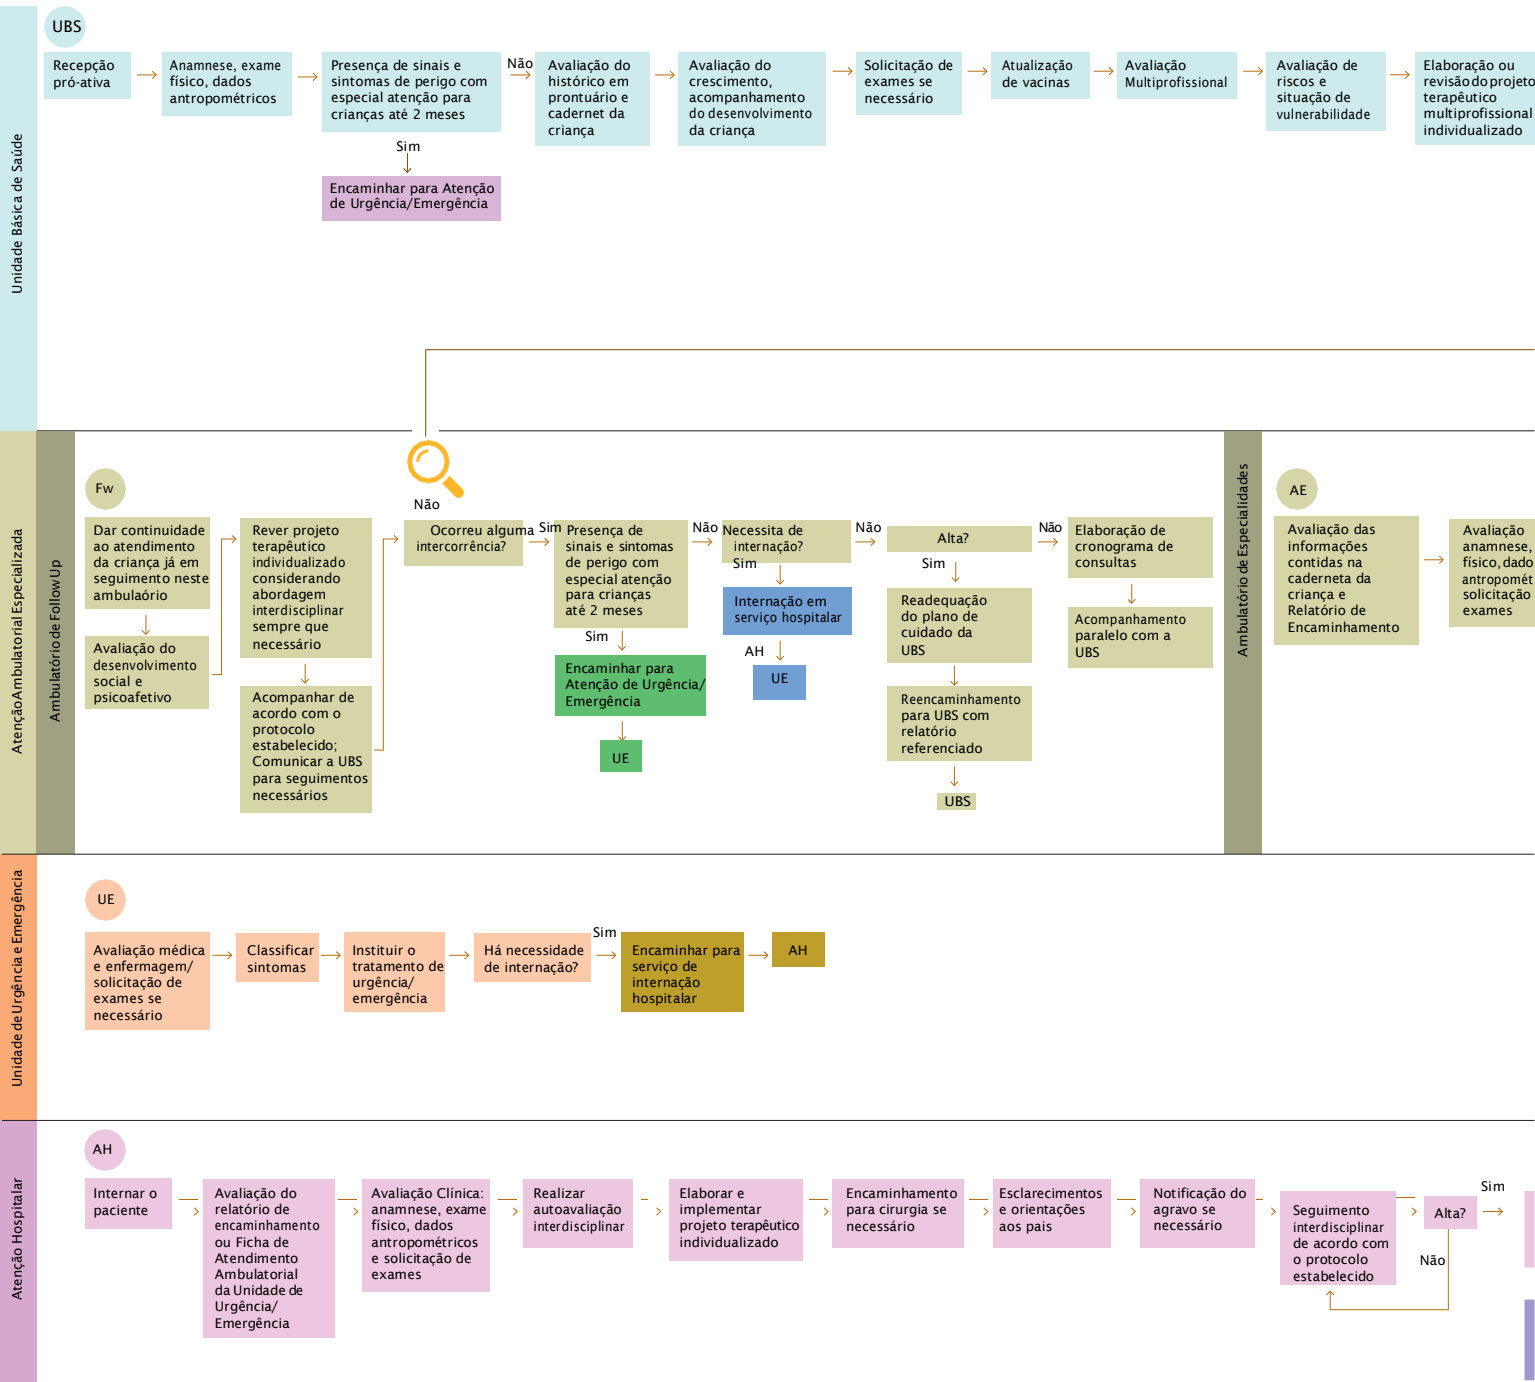 UBS
Unidade Básica de Saúde
Recepção
pró-ativa
Anamnese, exame
físico, dados
antropométricos
Presença de sinais e
sintomas de perigo com
especial atenção para
crianças até 2 meses
Não
Sim
Encaminhar para Atenção
de Urgência/Emergência
Avaliação do
histórico em
prontuário e
cadernet da
criança
Avaliação do
crescimento,
acompanhamento
do desenvolvimento
da criança
Solicitação de
exames se
necessário
Atualização
de vacinas
Avaliação
Multiprofissional
Avaliação de
riscos e
situação de
vulnerabilidade
Elaboração ou
revisão do projeto
terapêutico
multiprofissional
individualizado
Atenção Ambulatorial Especializada
Ambulatório de Follow Up
Fw
Dar continuidade
ao atendimento
da criança já em
seguimento neste
ambulaório
Avaliação do
desenvolvimento
social e
psicoafetivo
Rever projeto
terapêutico
individualizado
considerando
abordagem
interdisciplinar
sempre que
necessário
Acompanhar de
acordo com o
protocolo
estabelecido;
Comunicar a UBS
para seguimentos
necessários
Não
Ocorreu alguma
intercorrência?
Sim
Presença de
sinais e sintomas
de perigo com
especial atenção
para crianças
até 2 meses
Sim
Encaminhar para
Atenção de Urgência/
Emergência
UE
Não
Necessita de
internação?
Sim
Internação em
serviço hospitalar
AH
UE
Não
Alta?
Sim
Readequação
do plano de
cuidado da
UBS
Reencaminhamento
para UBS com
relatório
referenciado
UBS
Não
Elaboração de
cronograma de
consultas
Acompanhamento
paralelo com a
UBS
Ambulatório de Especialidades
AE
Avaliação das
informações
contidas na
caderneta da
criança e
Relatório de
Encaminhamento
Avaliação
anamnese,
físico, dado
antropomét
solicitação
exames
Unidade de Urgência e Emergência
UE
Avaliação médica
e enfermagem/
solicitação de
exames se
necessário
Classificar
sintomas
Instituir o
tratamento de
urgência/
emergência
Há necessidade
de internação?
Sim
Encaminhar para
serviço de
internação
hospitalar
AH
Atenção Hospitalar
AH
Internar o
paciente
Avaliação do
relatório de
encaminhamento
ou Ficha de
Atendimento
Ambulatorial
da Unidade de
Urgência/
Emergência
Avaliação Clínica:
anamnese, exame
físico, dados
antropométricos
e solicitação de
exames
Realizar
autoavaliação
interdisciplinar
Elaborar e
implementar
projeto terapêutico
individualizado
Encaminhamento
para cirurgia se
necessário
Esclarecimentos
e orientações
aos pais
Notificação do
agravo se
necessário
Seguimento
interdisciplinar
de acordo com
o protocolo
estabelecido
Alta?
Sim
Não